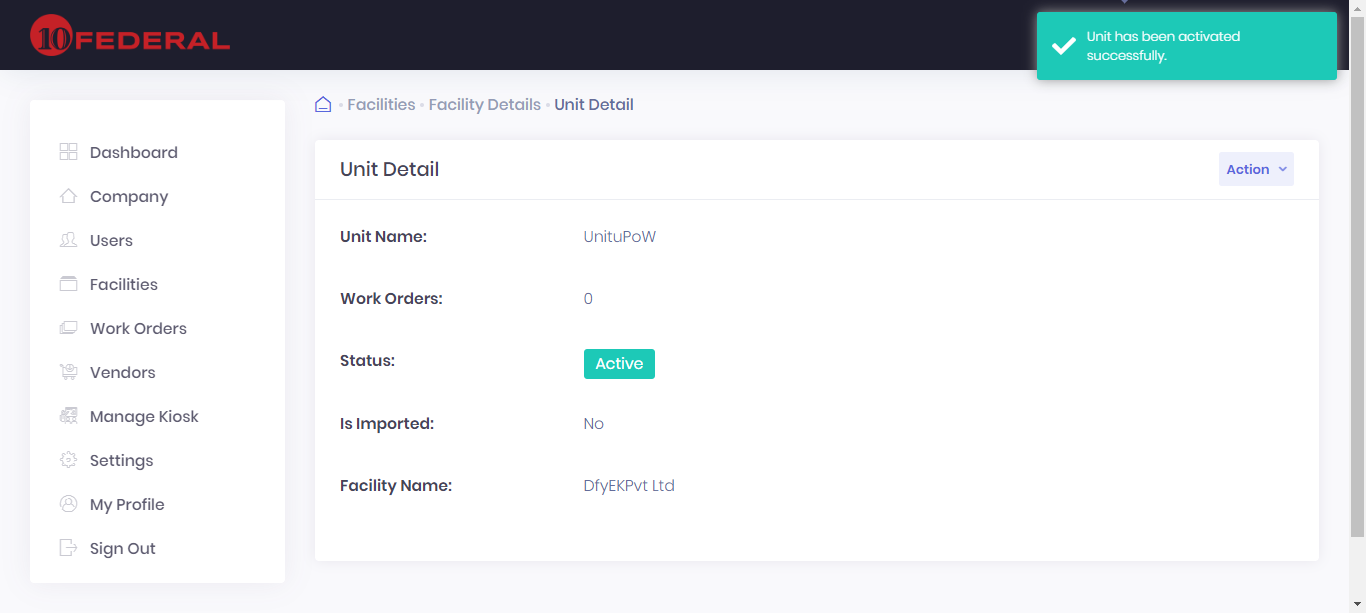 10 FEDERAL
Unit has been activated
successfully.
Facilities • Facility Details • Unit Detail
Dashboard
Company
Users
Facilities
Work Orders
Vendors
Manage Kiosk
Settings
My Profile
Sign Out
Unit Detail
Action
Unit Name: UnituPoW
Work Orders: 0
Status: Active
Is Imported: No
Facility Name: DfyEKPvt Ltd